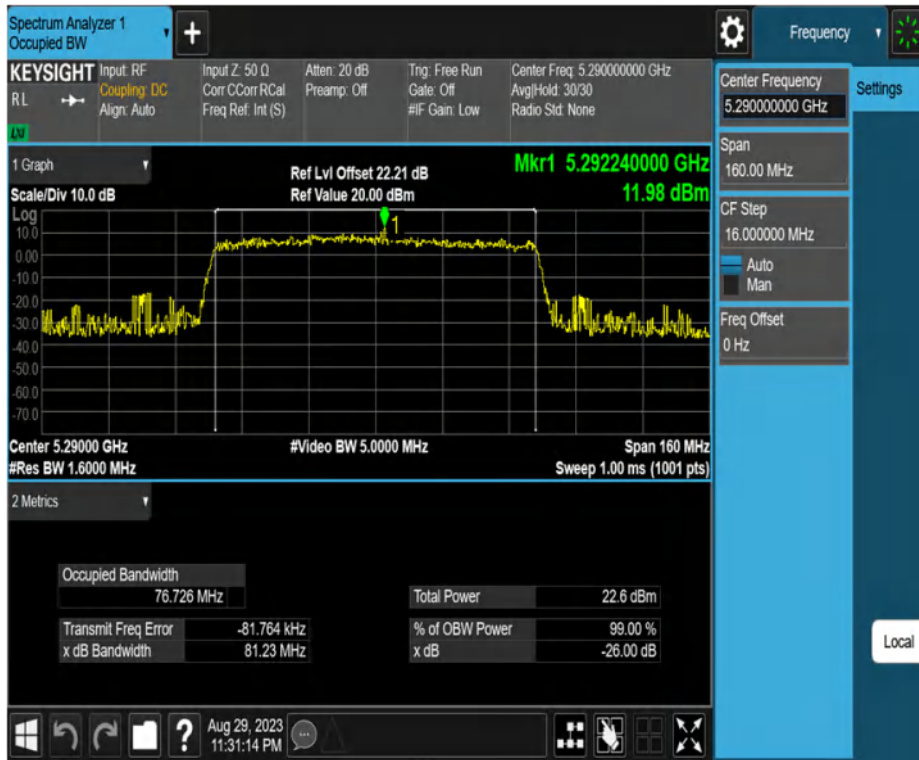 Spectrum Analyzer 1
Occupied BW
+
Frequency
KEYSIGHT
RL
LXI
Input: RF
Coupling: DC
Align: Auto
Input Z: 50 Ω
Corr CCorr RCal
Freq Ref: Int (S)
Atten: 20 dB
Preamp: Off
Trig: Free Run
Gate: Off
#IF Gain: Low
Center Freq: 5.290000000 GHz
Avg|Hold: 30/30
Radio Std: None
Center Frequency
5.290000000 GHz
Settings
Span
160.00 MHz
CF Step
16.000000 MHz
Auto
Man
Freq Offset
0 Hz
1 Graph
Scale/Div 10.0 dB
Ref Lvl Offset 22.21 dB
Ref Value 20.00 dBm
Mkr1 5.292240000 GHz
11.98 dBm
Log
10.0
0.00
-10.0
-20.0
-30.0
-40.0
-50.0
-60.0
-70.0
1
Center 5.29000 GHz
#Res BW 1.6000 MHz
#Video BW 5.0000 MHz
Span 160 MHz
Sweep 1.00 ms (1001 pts)
2 Metrics
Occupied Bandwidth
76.726 MHz
Total Power 22.6 dBm
Transmit Freq Error -81.764 kHz
% of OBW Power 99.00 %
x dB Bandwidth 81.23 MHz
x dB -26.00 dB
Local
?
Aug 29, 2023
11:31:14 PM